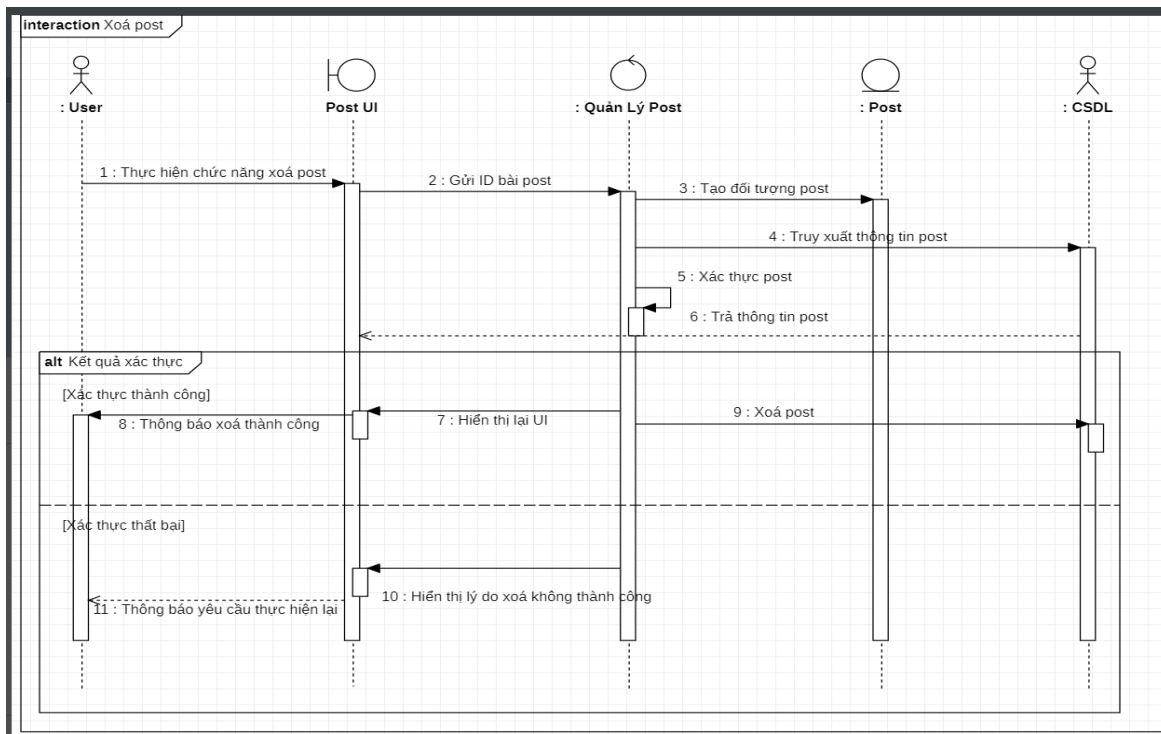 interaction Xoá post
: User
Post UI
: Quản Lý Post
: Post
: CSDL
1 : Thực hiện chức năng xoá post
2 : Gửi ID bài post
3 : Tạo đối tượng post
4 : Truy xuất thông tin post
5 : Xác thực post
6 : Trả thông tin post
alt Kết quả xác thực
[Xác thực thành công]
8 : Thông báo xoá thành công
7 : Hiển thị lại UI
9 : Xoá post
[Xác thực thất bại]
10 : Hiển thị lý do xoá không thành công
11 : Thông báo yêu cầu thực hiện lại